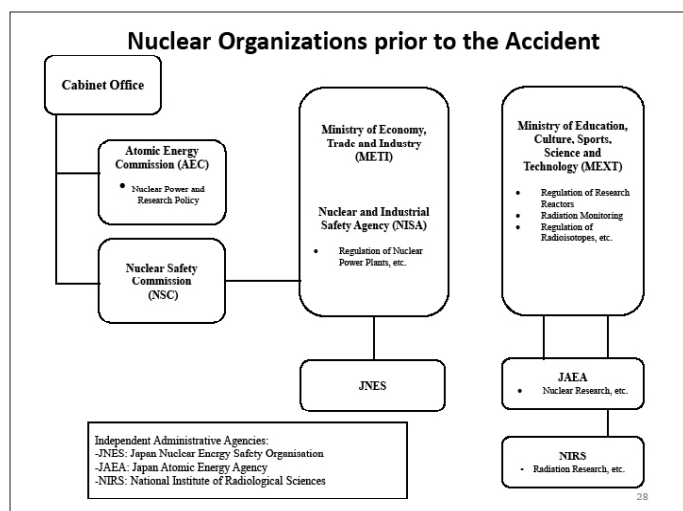 Nuclear Organizations prior to the Accident
Cabinet Office
Atomic Energy
Commission (AEC)
• Nuclear Power and
Research Policy
Nuclear Safety
Commission
(NSC)
Ministry of Economy,
Trade and Industry
(METI)
Nuclear and Industrial
Safety Agency (NISA)
• Regulation of Nuclear
Power Plants, etc.
JNES
Ministry of Education,
Culture, Sports,
Science and
Technology (MEXT)
• Regulation of Research
Reactors
• Radiation Monitoring
• Regulation of
Radioisotopes, etc.
JAEA
• Nuclear Research, etc.
NIRS
• Radiation Research, etc.
Independent Administrative Agencies:
-JNES: Japan Nuclear Energy Safety Organisation
-JAEA: Japan Atomic Energy Agency
-NIRS: National Institute of Radiological Sciences
28